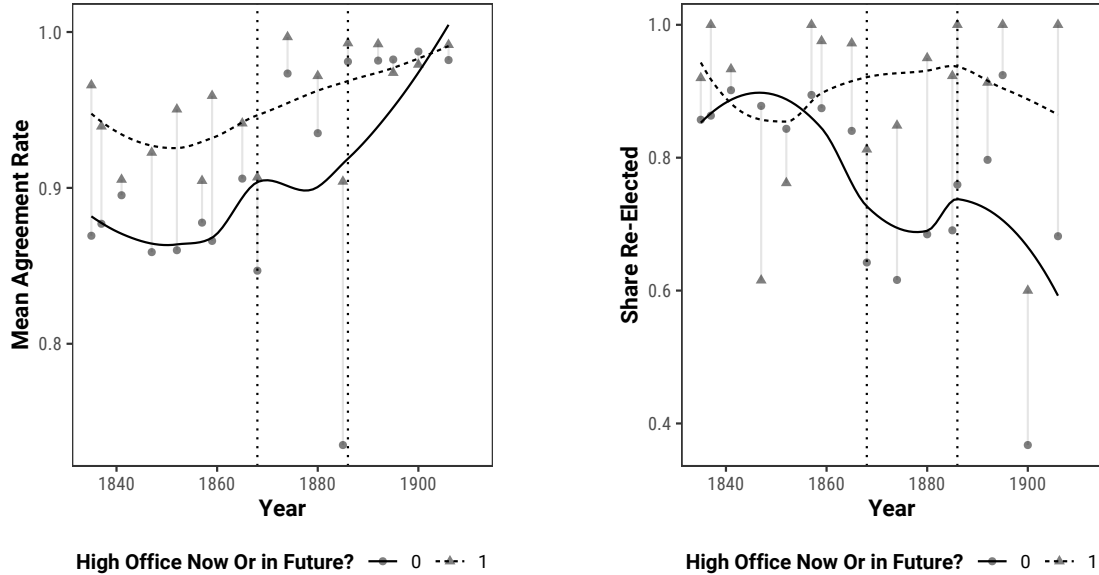 Mean Agreement Rate
1.0
0.9
0.8
1840 1860 1880 1900
Year
High Office Now Or in Future? 0 1
Share Re-Elected
1.0
0.8
0.6
0.4
1840 1860 1880 1900
Year
High Office Now Or in Future? 0 1